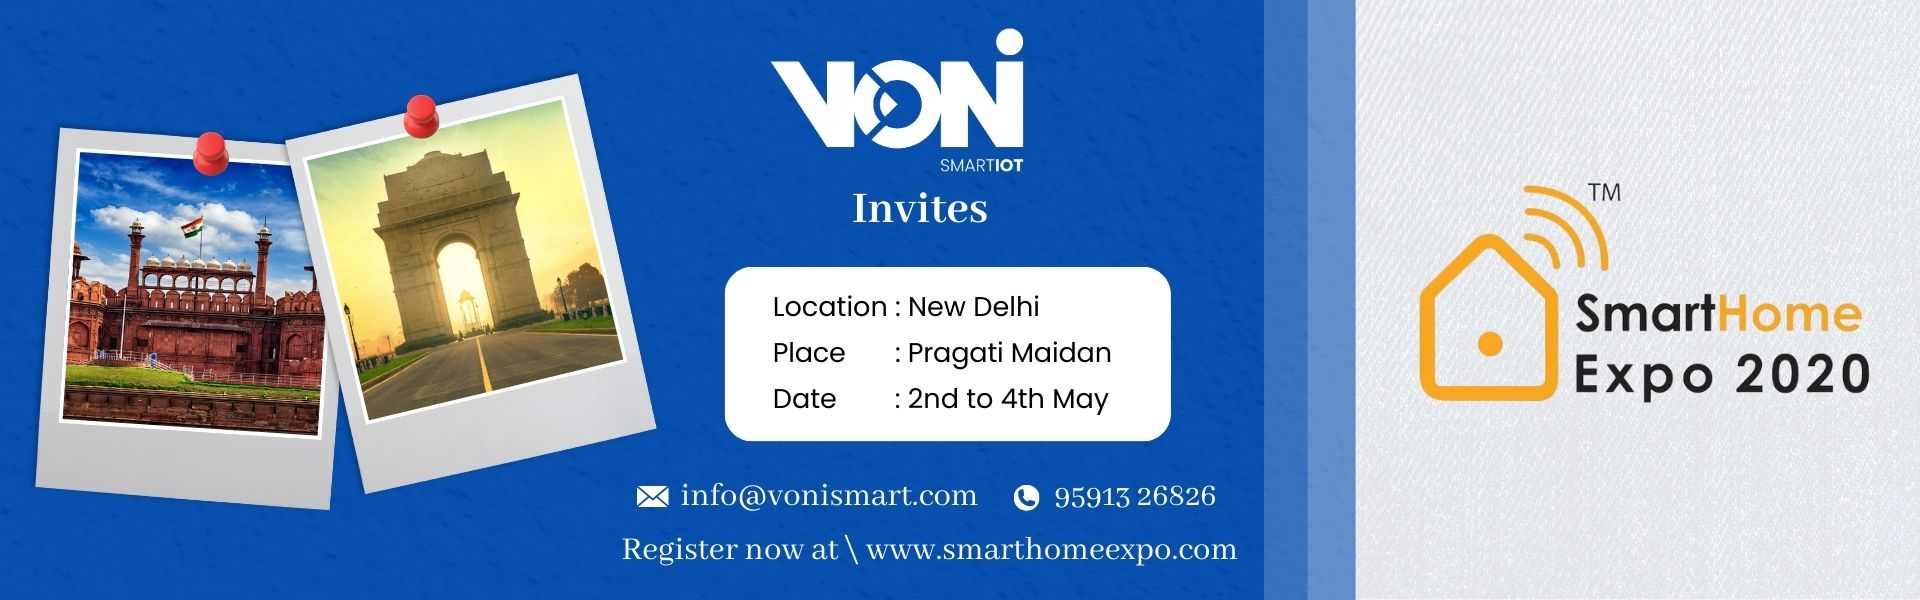 VONi
SMARTIOT
Invites
Location : New Delhi
Place : Pragati Maidan
Date : 2nd to 4th May
info@vonismart.com 95913 26826
Register now at \ www.smarthomeexpo.com
TM
SmartHome
Expo 2020